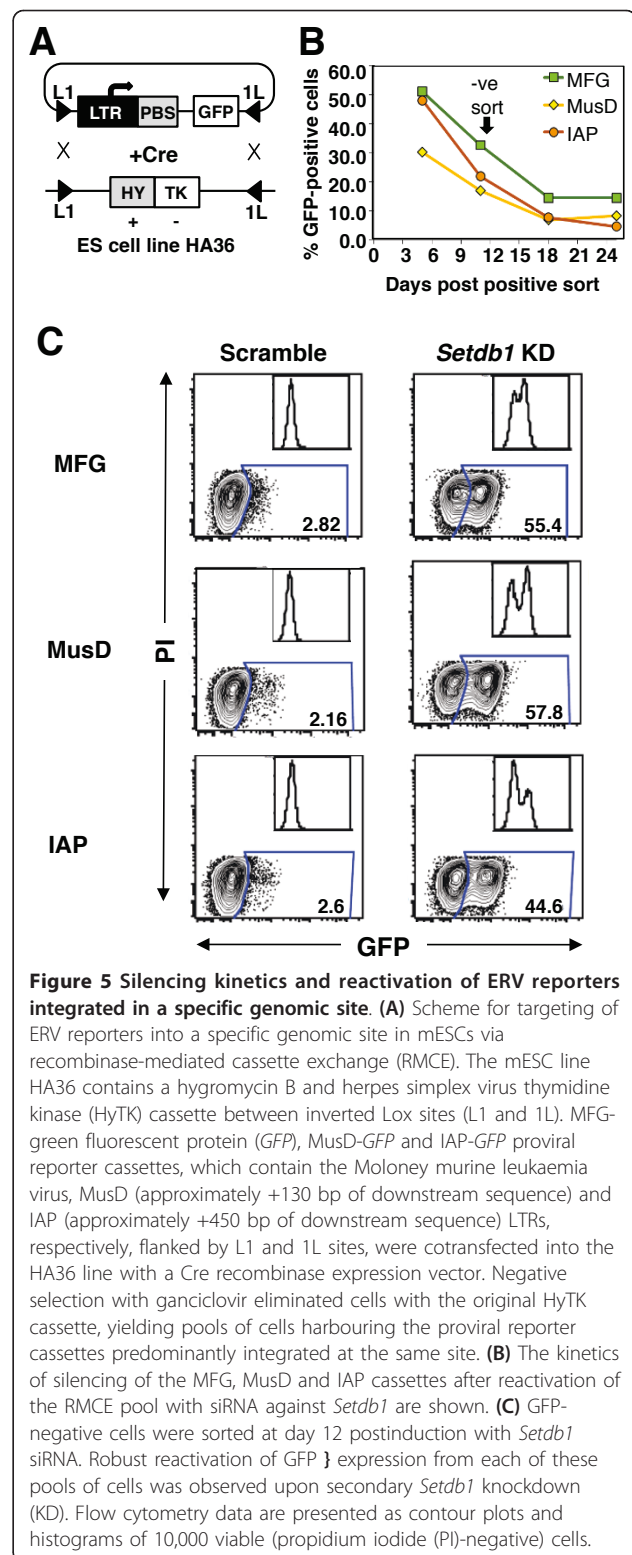 A
L1
LTR
PBS
GFP
1L
X
+Cre
X
L1
HY
TK
1L
+
-
ES cell line HA36
B
60.0
50.0
40.0
30.0
20.0
10.0
0.0
% GFP-positive cells
-ve
sort
MFG
MusD
IAP
0 3 6 9 12 15 18 21 24
Days post positive sort
C
Scramble
Setdb1 KD
MFG
2.82
55.4
MusD
PI
2.16
57.8
IAP
2.6
44.6
GFP
Figure 5 Silencing kinetics and reactivation of ERV reporters
integrated in a specific genomic site. (A) Scheme for targeting of
ERV reporters into a specific genomic site in mESCs via
recombinase-mediated cassette exchange (RMCE). The mESC line
HA36 contains a hygromycin B and herpes simplex virus thymidine
kinase (HyTK) cassette between inverted Lox sites (L1 and 1L). MFG-
green fluorescent protein (GFP), MusD-GFP and IAP-GFP proviral
reporter cassettes, which contain the Moloney murine leukaemia
virus, MusD (approximately +130 bp of downstream sequence) and
IAP (approximately +450 bp of downstream sequence) LTRs,
respectively, flanked by L1 and 1L sites, were cotransfected into the
HA36 line with a Cre recombinase expression vector. Negative
selection with ganciclovir eliminated cells with the original HyTK
cassette, yielding pools of cells harbouring the proviral reporter
cassettes predominantly integrated at the same site. (B) The kinetics
of silencing of the MFG, MusD and IAP cassettes after reactivation of
the RMCE pool with siRNA against Setdb1 are shown. (C) GFP-
negative cells were sorted at day 12 postinduction with Setdb1
siRNA. Robust reactivation of GFP } expression from each of these
pools of cells was observed upon secondary Setdb1 knockdown
(KD). Flow cytometry data are presented as contour plots and
histograms of 10,000 viable (propidium iodide (PI)-negative) cells.